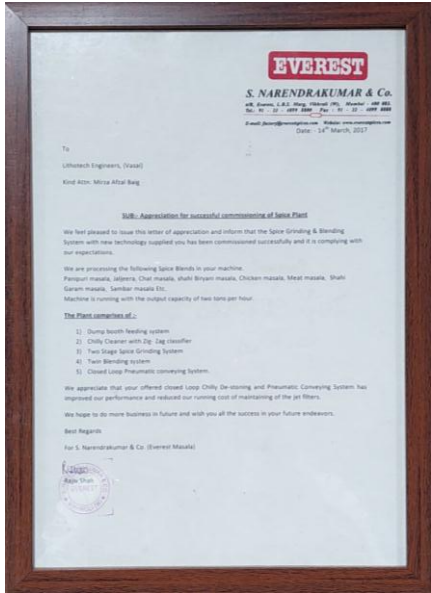 EVEREST
S. NARENDRAKUMAR & Co.
Date: - 14th March, 2017
To
Lithotech Engineers, (Vasai)
Kind Attn: Mirza Afzal Baig
SUB:- Appreciation for successful commissioning of Spice Plant
We feel pleased to issue this letter of appreciation and inform that the Spice Grinding & Blending
System with new technology supplied you has been commissioned successfully and it is complying with
our expectations.
We are processing the following Spice Blends in your machine.
Panipuri masala, Jaljeera, Chat masala, shahi Biryani masala, Chicken masala, Meat masala, Shahi
Garam masala, Sambar masala Etc.
Machine is running with the output capacity of two tons per hour.
The Plant comprises of :-
1) Dump booth feeding system
2) Chilly Cleaner with Zig- Zag classifier
3) Two Stage Spice Grinding System
4) Twin Blending system
5) Closed Loop Pneumatic conveying System.
We appreciate that your offered closed Loop Chilly De-stoning and Pneumatic Conveying System has
improved our performance and reduced our running cost of maintaining of the jet filters.
We hope to do more business in future and wish you all the success in your future endeavors.
Best Regards
For S. Narendrakumar & Co. (Everest Masala)
Rajiv Shah